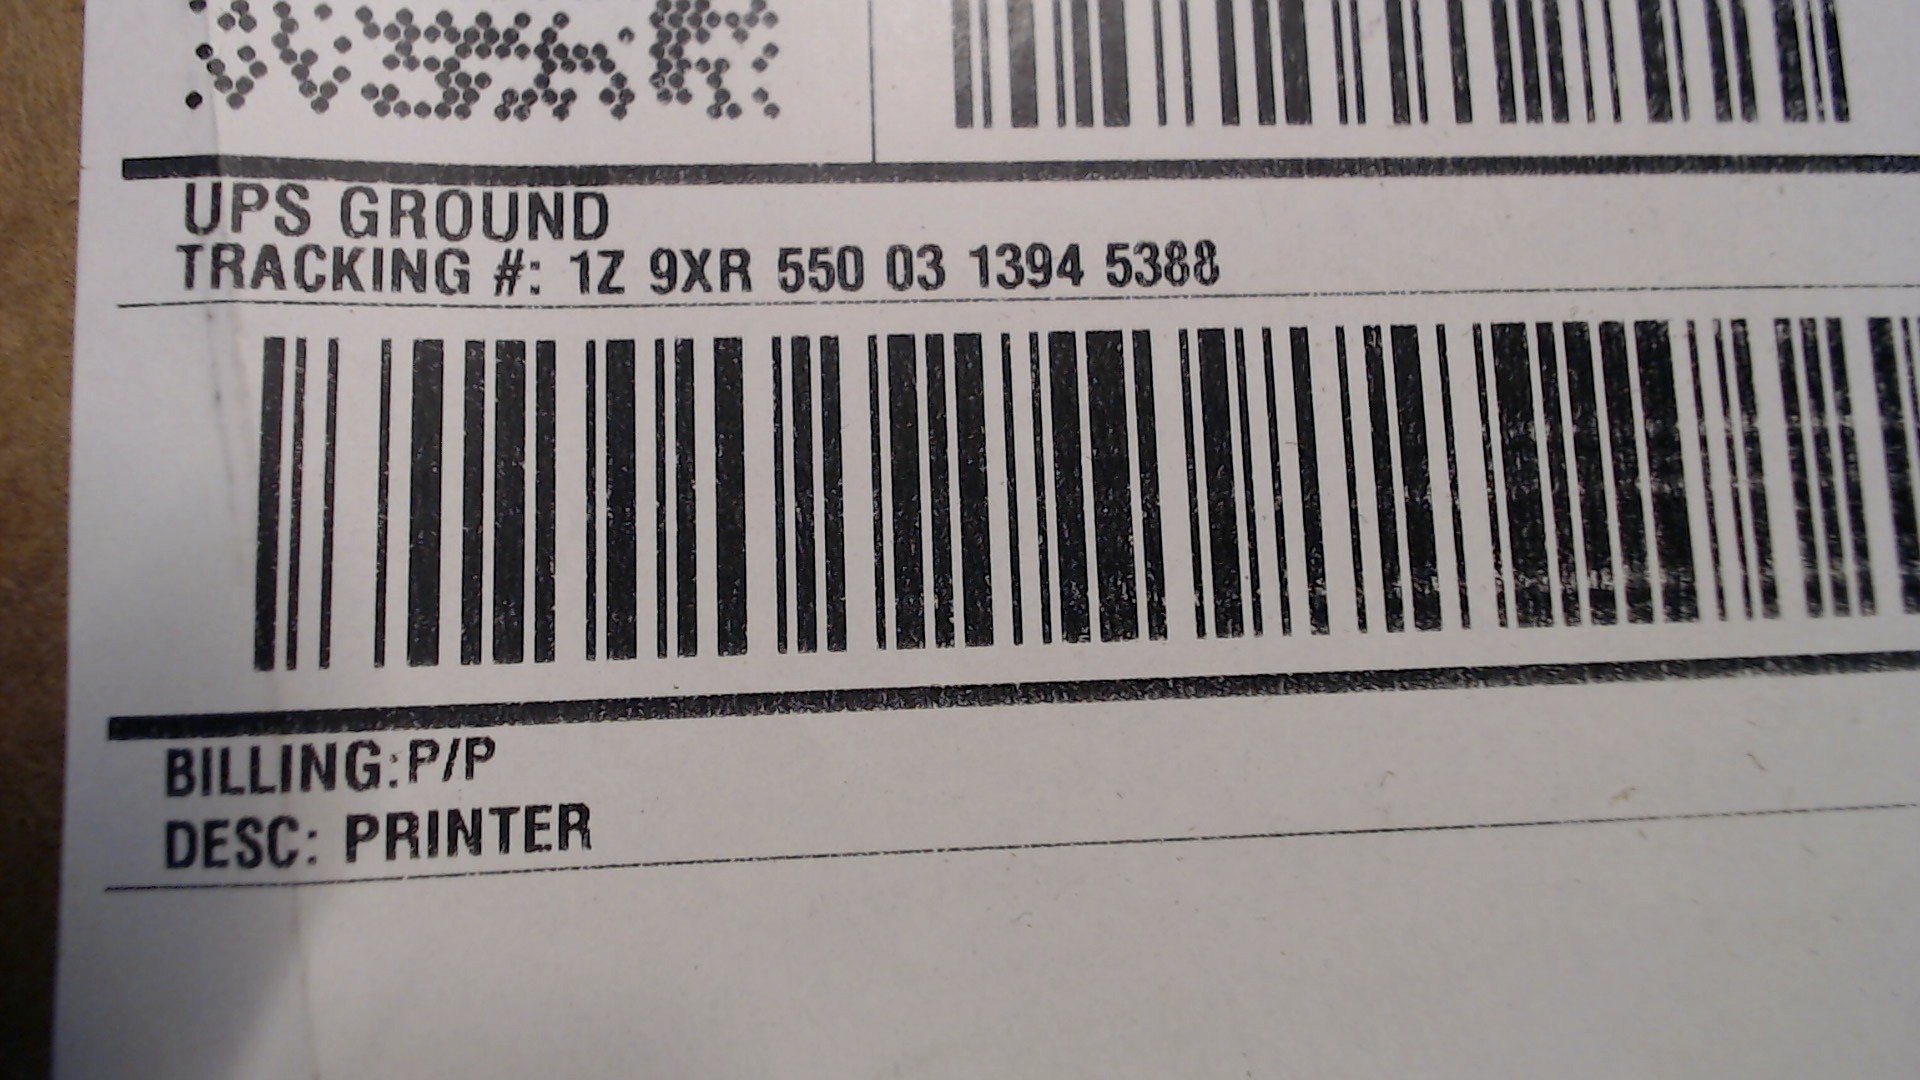 UPS GROUND
TRACKING #: 1Z 9XR 550 03 1394 5388
BILLING:P/P
DESC: PRINTER